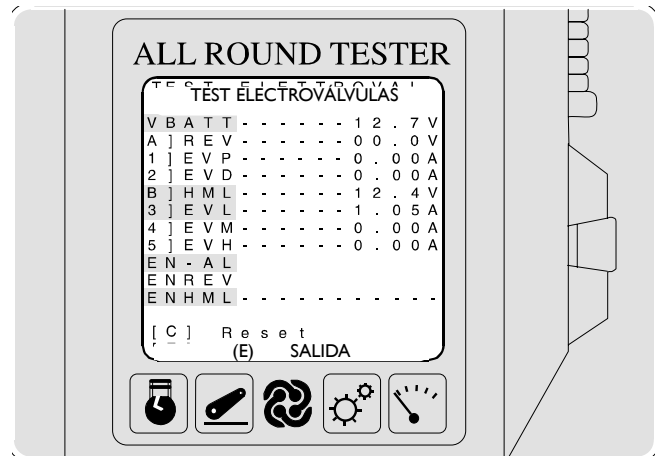 ALL ROUND TESTER
TEST ELECTROVÁLVULAS
VBATT------12.7V
A]REV------00.0V
1]EVP------0.00A
2]EVD------0.00A
B]HML------12.4V
3]EVL------1.05A
4]EVM------0.00A
5]EVH------0.00A
EN-AL
ENREV
ENHML-----------
[C] Reset
(E) SALIDA